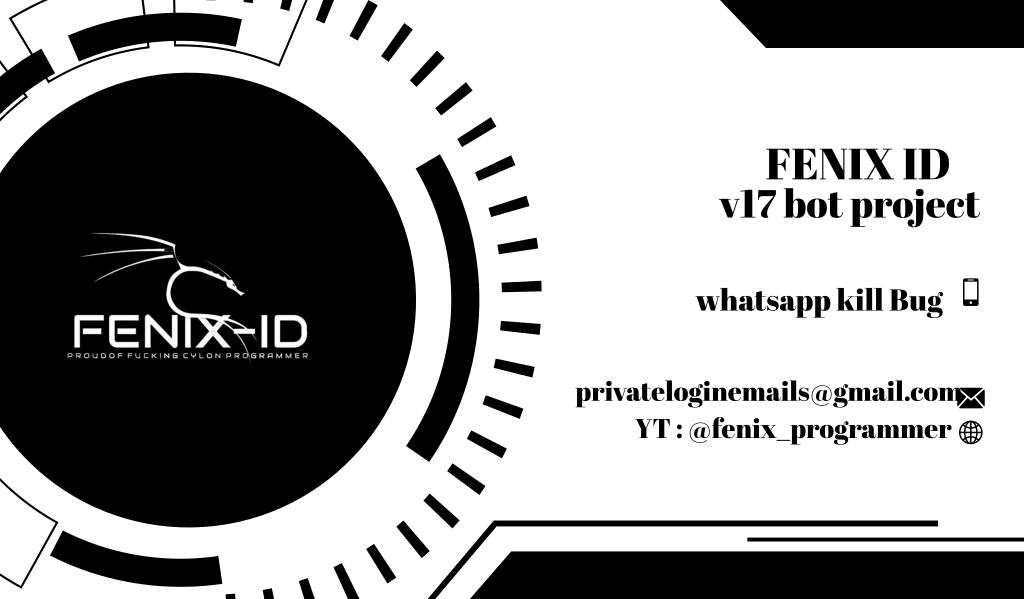 FENIX ID
v17 bot project
whatsapp kill Bug
privateloginemails@gmail.com
YT : @fenix_programmer
FENIX-ID
PROUDOF FUCKING CYLON PROGRAMMER